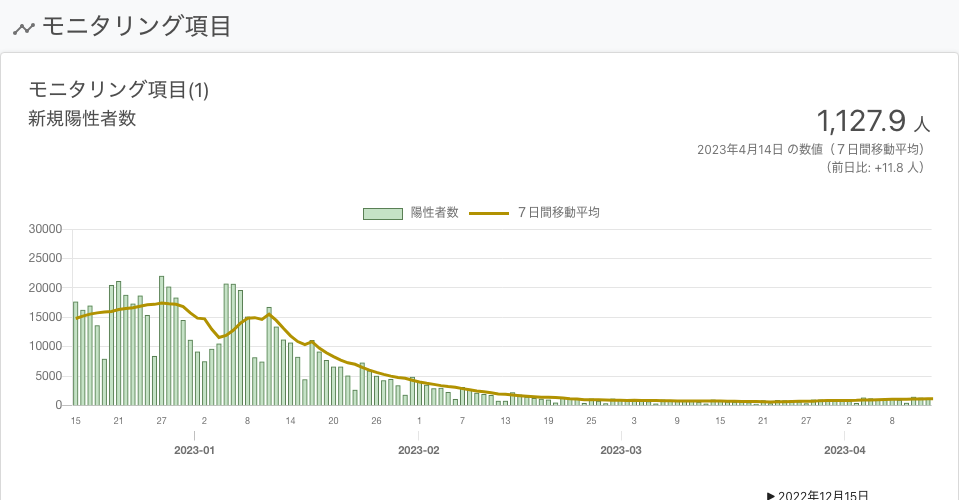 モニタリング項目
モニタリング項目(1)
新規陽性者数
1,127.9 人
2023年4月14日 の数値（７日間移動平均）
（前日比: +11.8 人）
陽性者数 ７日間移動平均
30000
25000
20000
15000
10000
5000
0
15 21 27 2 8 14 20 26 1 7 13 19 25 3 9 15 21 27 2 8
2023-01 2023-02 2023-03 2023-04
▶ 2022年12月15日